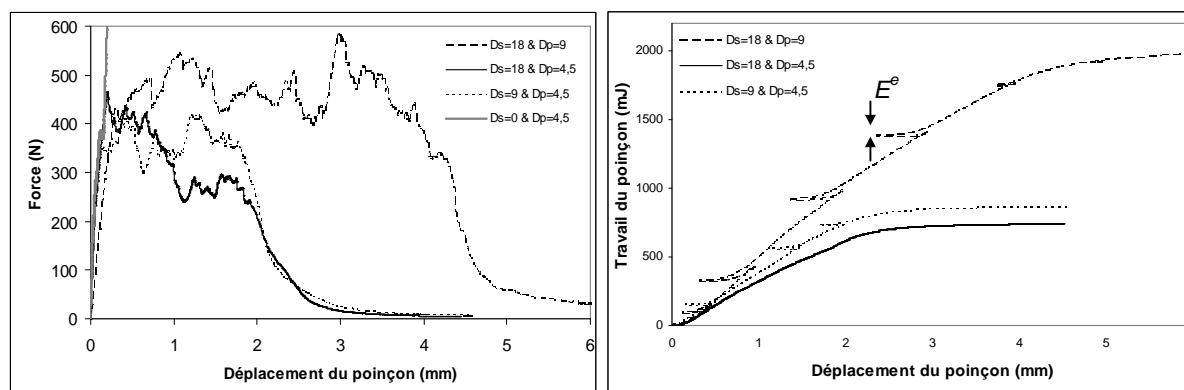 600
500
400
300
200
100
0
Force (N)
0 1 2 3 4 5 6
Déplacement du poinçon (mm)
Ds=18 & Dp=9
Ds=18 & Dp=4,5
Ds=9 & Dp=4,5
Ds=0 & Dp=4,5
2000
1500
1000
500
0
Travail du poinçon (mJ)
0 1 2 3 4 5
Déplacement du poinçon (mm)
Ds=18 & Dp=9
Ds=18 & Dp=4,5
Ds=9 & Dp=4,5
E^e